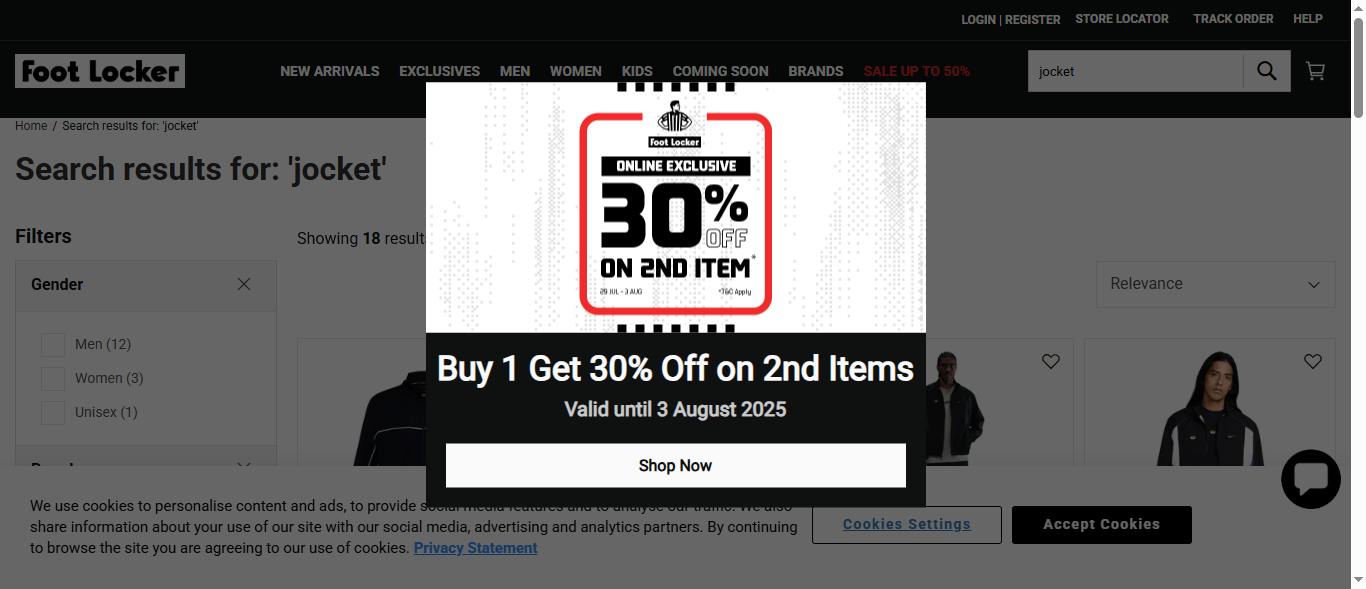 LOGIN | REGISTER STORE LOCATOR TRACK ORDER HELP
Foot Locker NEW ARRIVALS EXCLUSIVES MEN WOMEN KIDS COMING SOON BRANDS SALE UP TO 50% jocket
Home / Search results for: 'jocket'
Search results for: 'jocket'
Filters
Showing 18 result
Gender
Relevance
Men (12)
Women (3)
Unisex (1)
Foot Locker
ONLINE EXCLUSIVE
30% OFF
ON 2ND ITEM*
29 JUL - 3 AUG *T&C Apply
Buy 1 Get 30% Off on 2nd Items
Valid until 3 August 2025
Shop Now
We use cookies to personalise content and ads, to provide social media features and to analyse our traffic. We also
share information about your use of our site with our social media, advertising and analytics partners. By continuing
to browse the site you are agreeing to our use of cookies. Privacy Statement
Cookies Settings
Accept Cookies